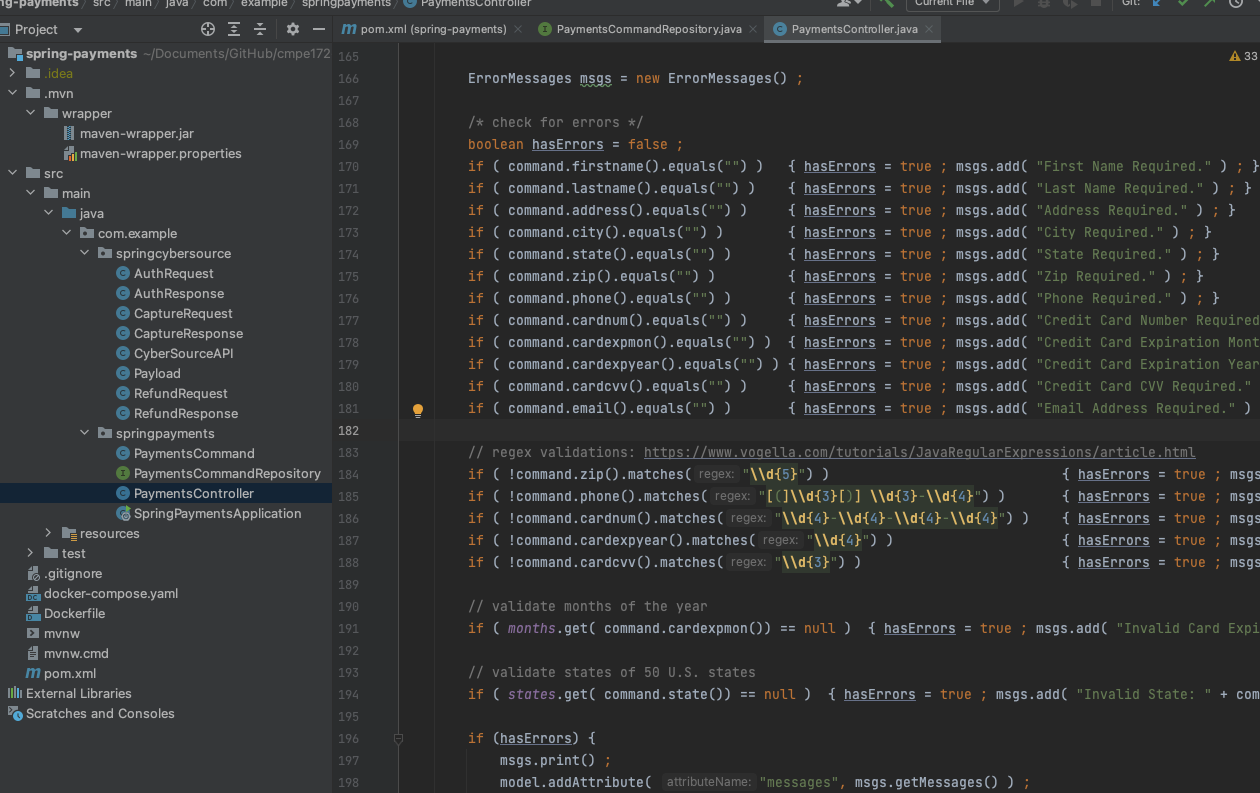 ng-payments src main java com example springpayments PaymentsController
Current File
Git:
Project
pom.xml (spring-payments)
PaymentsCommandRepository.java
PaymentsController.java
spring-payments ~/Documents/GitHub/cmpe172
.idea
.mvn
wrapper
maven-wrapper.jar
maven-wrapper.properties
src
main
java
com.example
springcybersource
AuthRequest
AuthResponse
CaptureRequest
CaptureResponse
CyberSourceAPI
Payload
RefundRequest
RefundResponse
springpayments
PaymentsCommand
PaymentsCommandRepository
PaymentsController
SpringPaymentsApplication
resources
test
.gitignore
docker-compose.yaml
Dockerfile
mvnw
mvnw.cmd
pom.xml
External Libraries
Scratches and Consoles
33
165
166 ErrorMessages msgs = new ErrorMessages() ;
167
168 /* check for errors */
169 boolean hasErrors = false ;
170 if ( command.firstname().equals("") ) { hasErrors = true ; msgs.add( "First Name Required." ) ; }
171 if ( command.lastname().equals("") ) { hasErrors = true ; msgs.add( "Last Name Required." ) ; }
172 if ( command.address().equals("") ) { hasErrors = true ; msgs.add( "Address Required." ) ; }
173 if ( command.city().equals("") ) { hasErrors = true ; msgs.add( "City Required." ) ; }
174 if ( command.state().equals("") ) { hasErrors = true ; msgs.add( "State Required." ) ; }
175 if ( command.zip().equals("") ) { hasErrors = true ; msgs.add( "Zip Required." ) ; }
176 if ( command.phone().equals("") ) { hasErrors = true ; msgs.add( "Phone Required." ) ; }
177 if ( command.cardnum().equals("") ) { hasErrors = true ; msgs.add( "Credit Card Number Required
178 if ( command.cardexpmon().equals("") ) { hasErrors = true ; msgs.add( "Credit Card Expiration Mont
179 if ( command.cardexpyear().equals("") ) { hasErrors = true ; msgs.add( "Credit Card Expiration Year
180 if ( command.cardcvv().equals("") ) { hasErrors = true ; msgs.add( "Credit Card CVV Required."
181 if ( command.email().equals("") ) { hasErrors = true ; msgs.add( "Email Address Required." )
182
183 // regex validations: https://www.vogella.com/tutorials/JavaRegularExpressions/article.html
184 if ( !command.zip().matches( regex: "\\d{5}") ) { hasErrors = true ; msgs
185 if ( !command.phone().matches( regex: "[(]\\d{3}[)] \\d{3}-\\d{4}") ) { hasErrors = true ; msgs
186 if ( !command.cardnum().matches( regex: "\\d{4}-\\d{4}-\\d{4}-\\d{4}") ) { hasErrors = true ; msgs
187 if ( !command.cardexpyear().matches( regex: "\\d{4}") ) { hasErrors = true ; msgs
188 if ( !command.cardcvv().matches( regex: "\\d{3}") ) { hasErrors = true ; msgs
189
190 // validate months of the year
191 if ( months.get( command.cardexpmon()) == null ) { hasErrors = true ; msgs.add( "Invalid Card Expi
192
193 // validate states of 50 U.S. states
194 if ( states.get( command.state()) == null ) { hasErrors = true ; msgs.add( "Invalid State: " + com
195
196 if (hasErrors) {
197 msgs.print() ;
198 model.addAttribute( attributeName: "messages", msgs.getMessages() ) ;